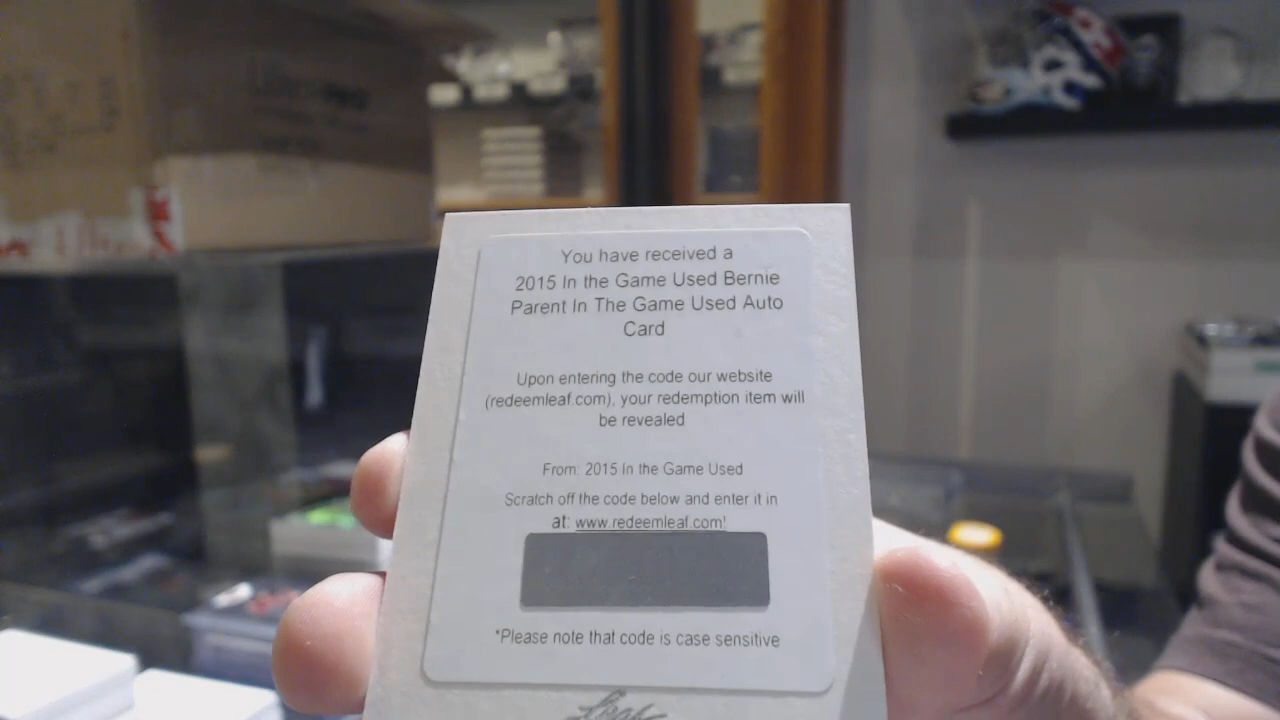 You have received a
2015 In the Game Used Bernie
Parent In The Game Used Auto
Card
Upon entering the code our website
(redeemleaf.com), your redemption item will
be revealed
From: 2015 In the Game Used
Scratch off the code below and enter it in
at: www.redeemleaf.com!
*Please note that code is case sensitive
Leaf